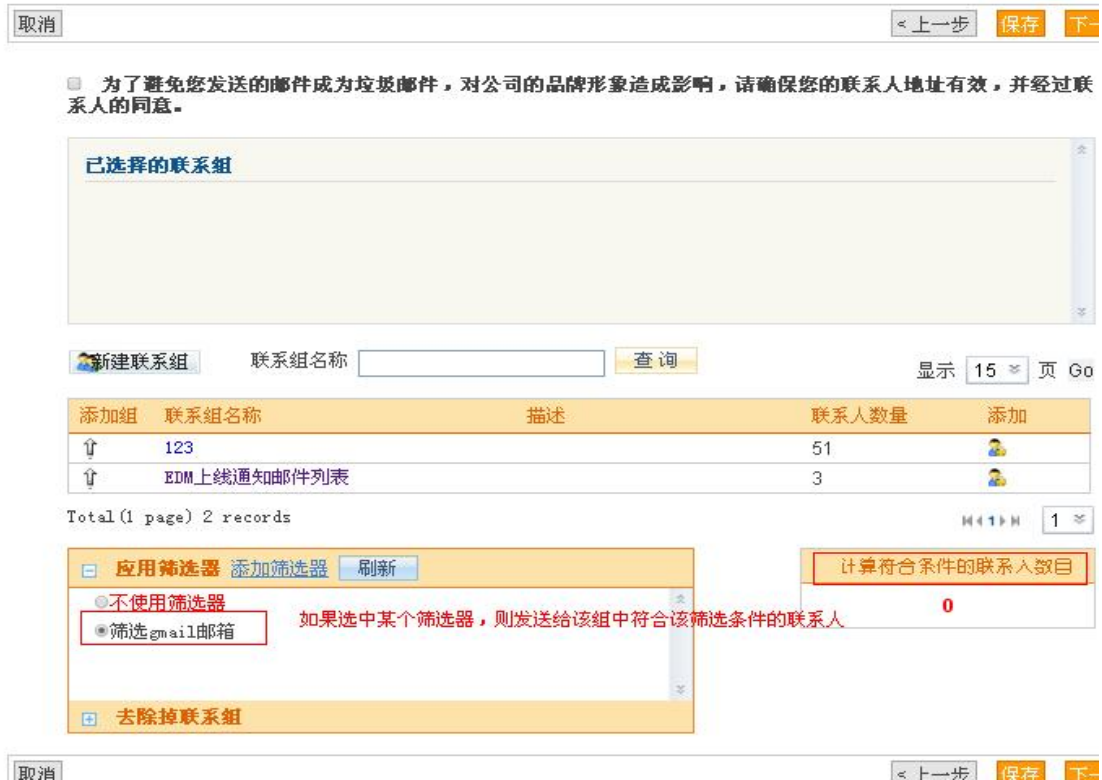 取消 < 上一步 保存 下一
为了避免您发送的邮件成为垃圾邮件，对公司的品牌形象造成影响，请确保您的联系人地址有效，并经过联
系人的同意。
已选择的联系组
新建联系组 联系组名称 查 询 显示 15 页 Go
添加组 联系组名称 描述 联系人数量 添加
123 51
EDM上线通知邮件列表 3
Total(1 page) 2 records 1 1
应用筛选器 添加筛选器 刷新 计算符合条件的联系人数目
不使用筛选器 0
筛选gmail邮箱 如果选中某个筛选器，则发送给该组中符合该筛选条件的联系人
去除掉联系组
取消 < 上一步 保存 下一